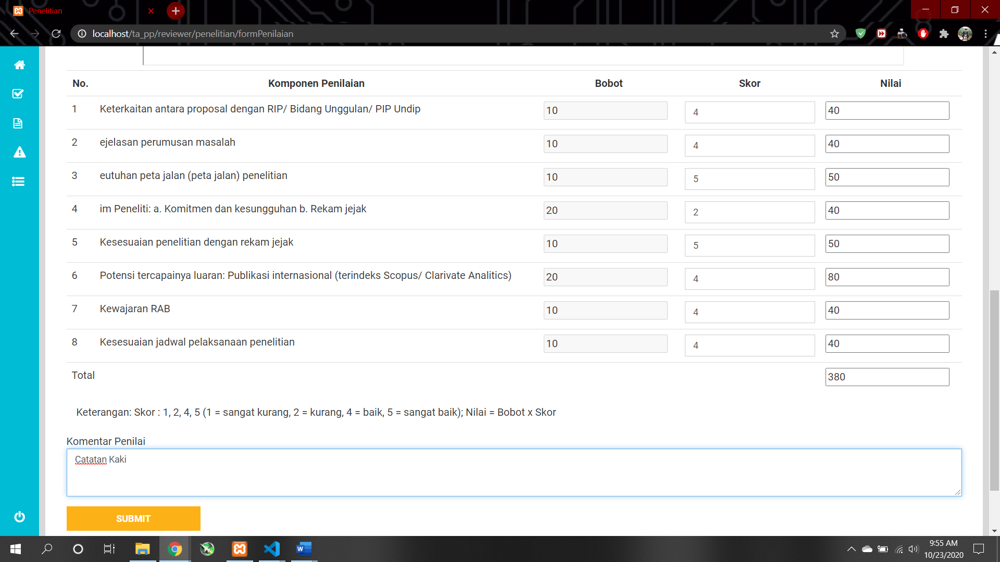 Penelitian
localhost/ta_pp/reviewer/penelitian/formPenilaian
No. Komponen Penilaian Bobot Skor Nilai
1 Keterkaitan antara proposal dengan RIP/ Bidang Unggulan/ PIP Undip 10 4 40
2 ejelasan perumusan masalah 10 4 40
3 eutuhan peta jalan (peta jalan) penelitian 10 5 50
4 im Peneliti: a. Komitmen dan kesungguhan b. Rekam jejak 20 2 40
5 Kesesuaian penelitian dengan rekam jejak 10 5 50
6 Potensi tercapainya luaran: Publikasi internasional (terindeks Scopus/ Clarivate Analitics) 20 4 80
7 Kewajaran RAB 10 4 40
8 Kesesuaian jadwal pelaksanaan penelitian 10 4 40
Total 380
Keterangan: Skor : 1, 2, 4, 5 (1 = sangat kurang, 2 = kurang, 4 = baik, 5 = sangat baik); Nilai = Bobot x Skor
Komentar Penilai
Catatan Kaki
SUBMIT
9:55 AM
10/23/2020